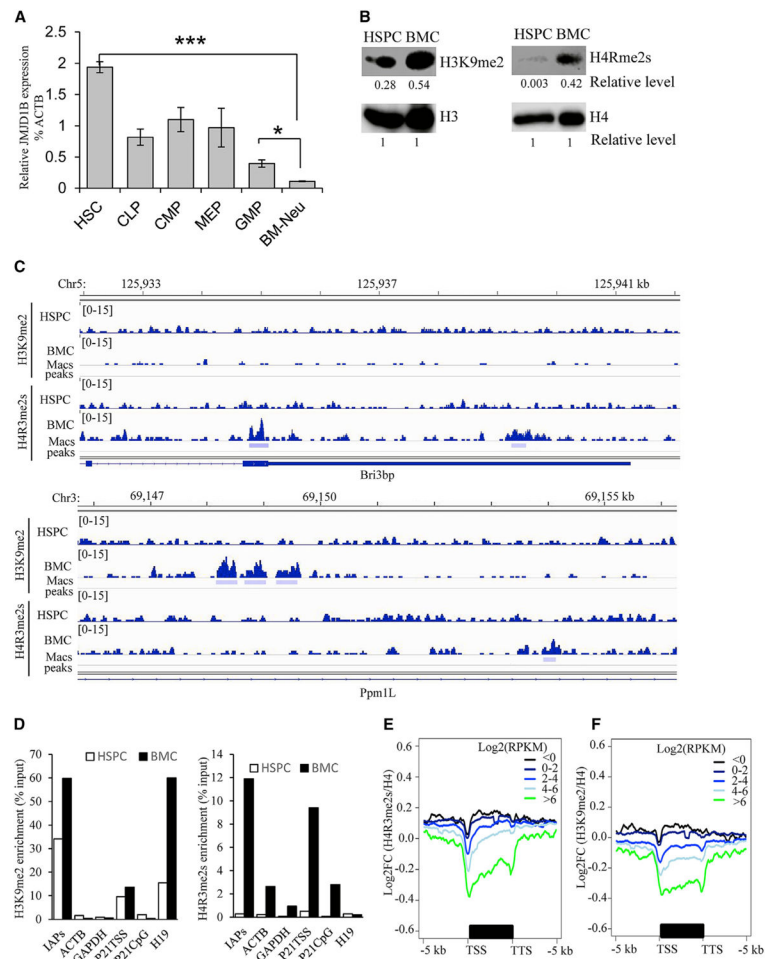 A
Relative JMJD1B expression
% ACTB
2.5
2
1.5
1
0.5
0
***
*
HSC
CLP
CMP
MEP
GMP
BM-Neu
B
HSPC BMC
H3K9me2
0.28 0.54
H3
1 1
HSPC BMC
H4Rme2s
0.003 0.42 Relative level
H4
1 1 Relative level
C
Chr5: 125,933 125,937 125,941 kb
H3K9me2
HSPC [0-15]
BMC [0-15]
Macs
peaks
H4R3me2s
HSPC [0-15]
BMC [0-15]
Macs
peaks
Bri3bp
Chr3: 69,147 69,150 69,155 kb
H3K9me2
HSPC [0-15]
BMC [0-15]
Macs
peaks
H4R3me2s
HSPC [0-15]
BMC [0-15]
Macs
peaks
Ppm1L
D
H3K9me2 enrichment (% input)
70
60
50
40
30
20
10
0
HSPC BMC
IAPs
ACTB
GAPDH
P21TSS
P21CpG
H19
H4R3me2s enrichment (% input)
14
12
10
8
6
4
2
0
HSPC BMC
IAPs
ACTB
GAPDH
P21TSS
P21CpG
H19
E
Log2FC (H4R3me2s/H4)
0.6
0.4
0.2
0.0
-0.2
-0.4
-0.6
Log2(RPKM)
<0
0-2
2-4
4-6
>6
-5 kb TSS TTS -5 kb
F
Log2FC (H3K9me2/H4)
0.6
0.4
0.2
0.0
-0.2
-0.4
-0.6
Log2(RPKM)
<0
0-2
2-4
4-6
>6
-5 kb TSS TTS -5 kb